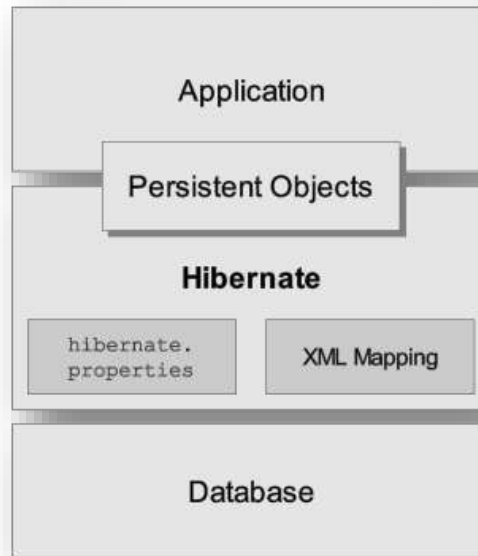 Application
Persistent Objects
Hibernate
hibernate.
properties
XML Mapping
Database